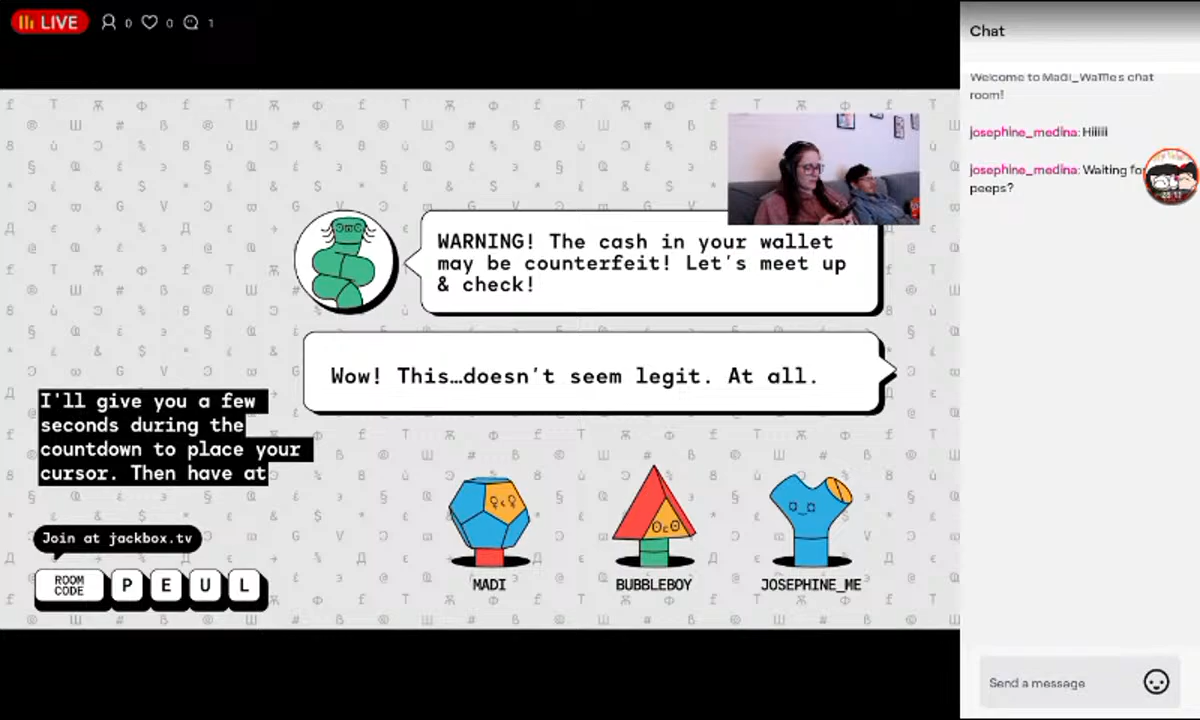 LIVE 0 0 1
Chat
Welcome to Madi_Waffle's chat
room!
josephine_medina: Hiiiiii
josephine_medina: Waiting for
peeps?
WARNING! The cash in your wallet
may be counterfeit! Let's meet up
& check!
Wow! This…doesn't seem legit. At all.
I'll give you a few
seconds during the
countdown to place your
cursor. Then have at
Join at jackbox.tv
ROOM
CODE
P E U L
MADI
BUBBLEBOY
JOSEPHINE_ME
Send a message